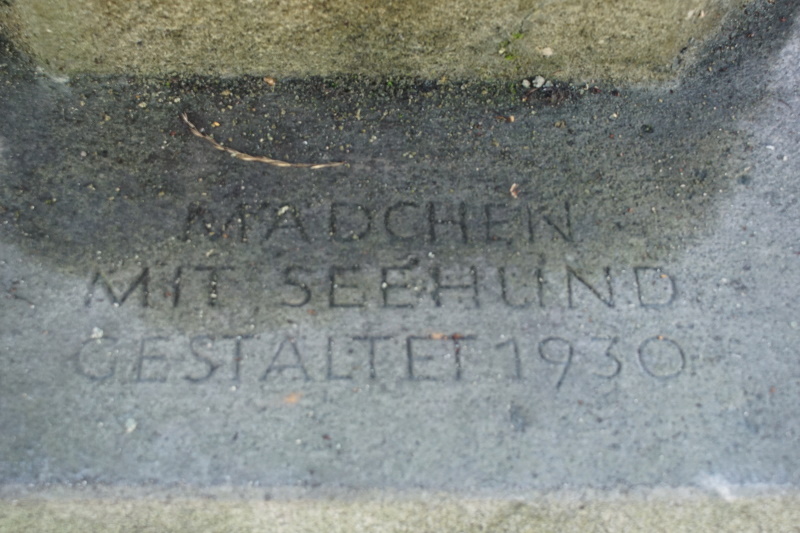 MÄDCHEN
MIT SEEHUND
GESTALTET 1930